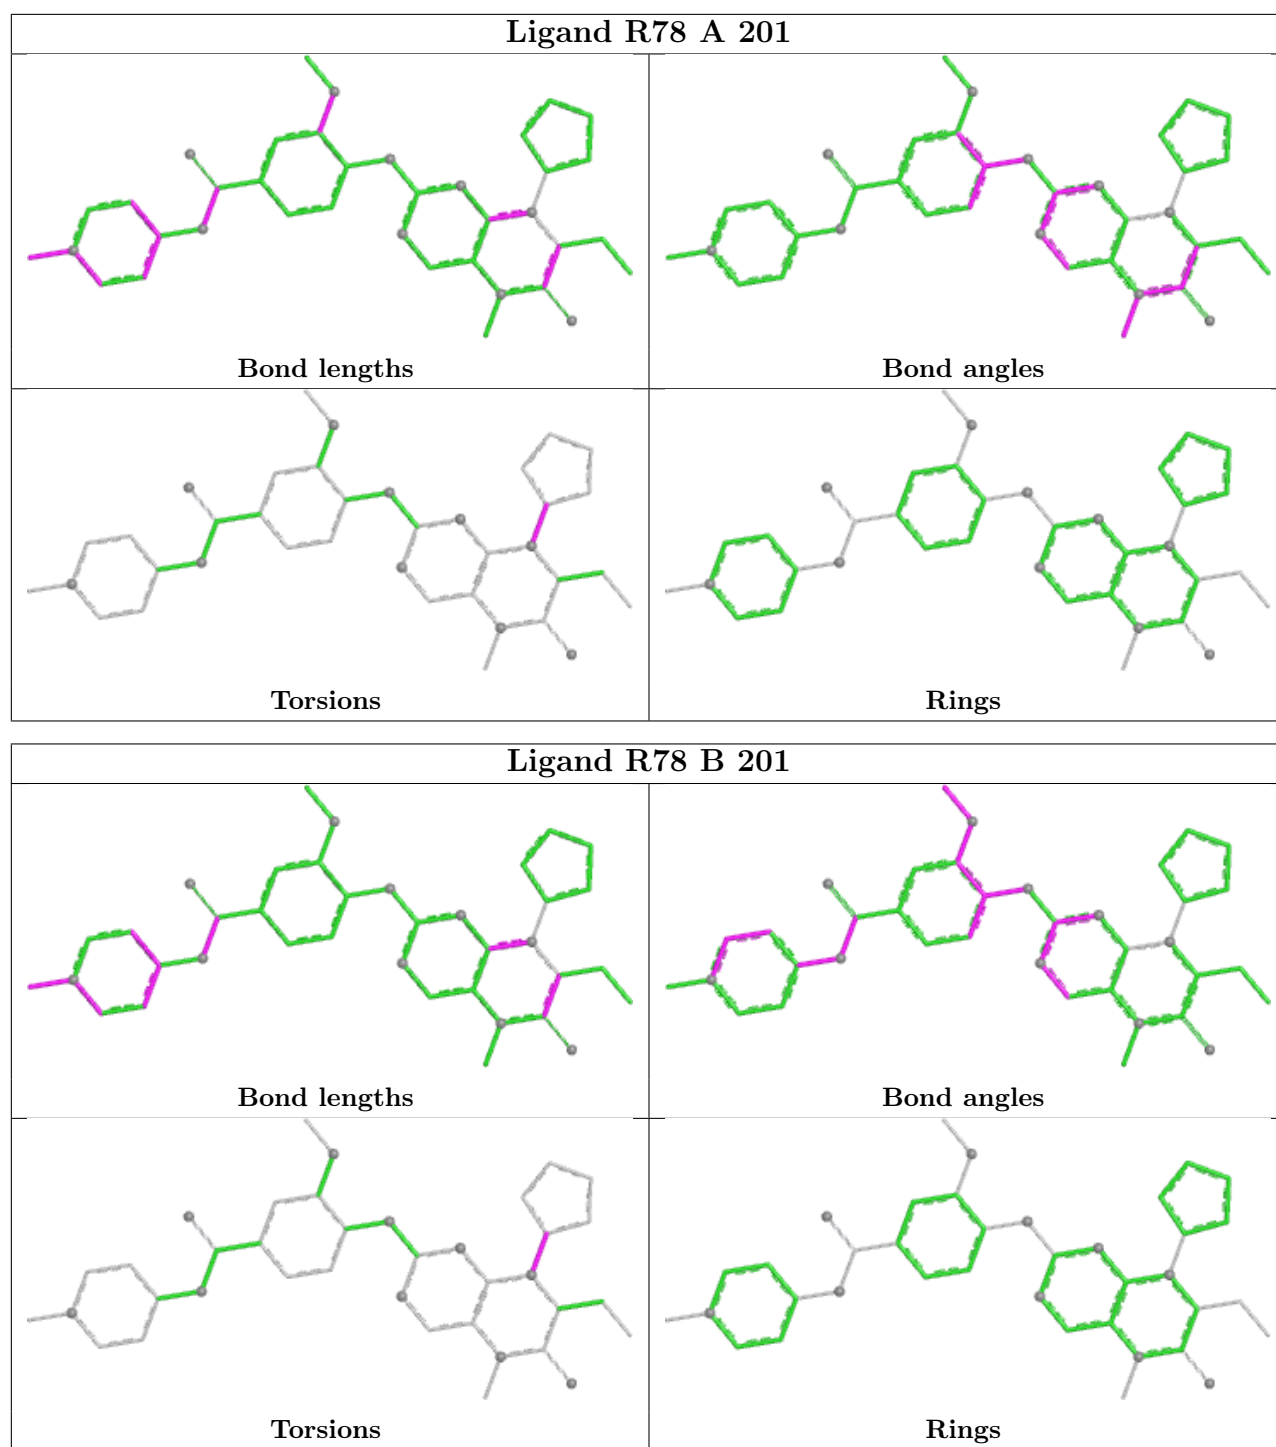 Ligand R78 A 201
Bond lengths
Bond angles
Torsions
Rings
Ligand R78 B 201
Bond lengths
Bond angles
Torsions
Rings